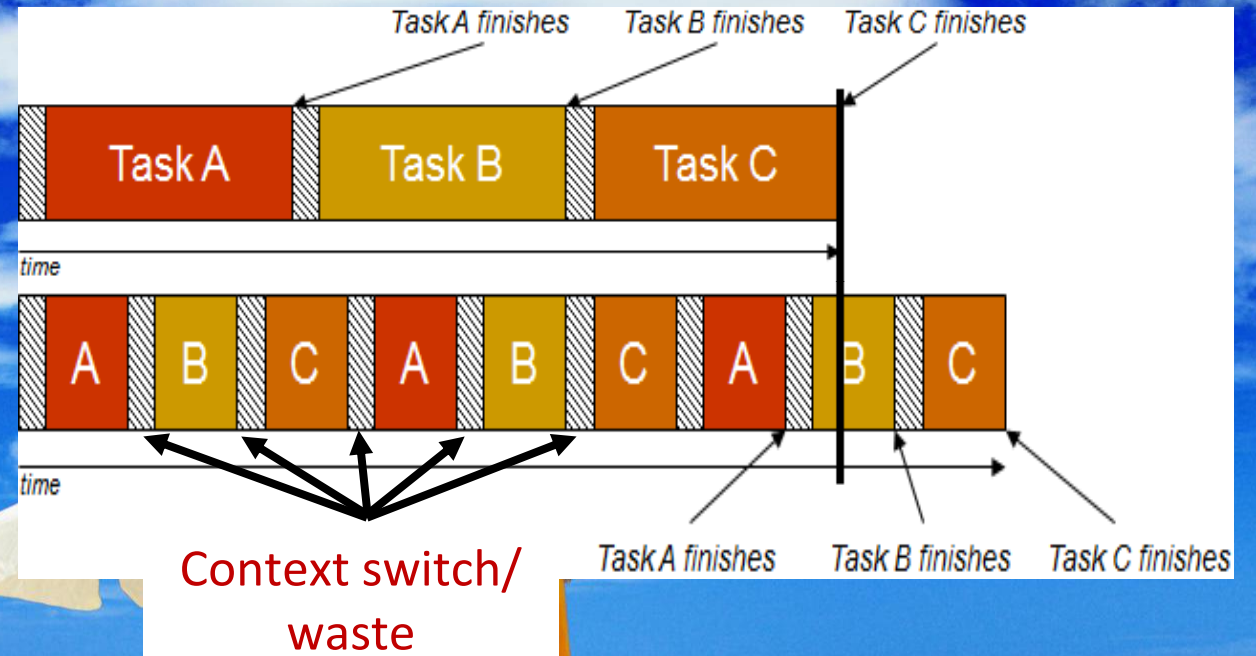 Task A finishes Task B finishes Task C finishes
Task A Task B Task C
time
A B C A B C A B C
time
Task A finishes Task B finishes Task C finishes
Context switch/
waste